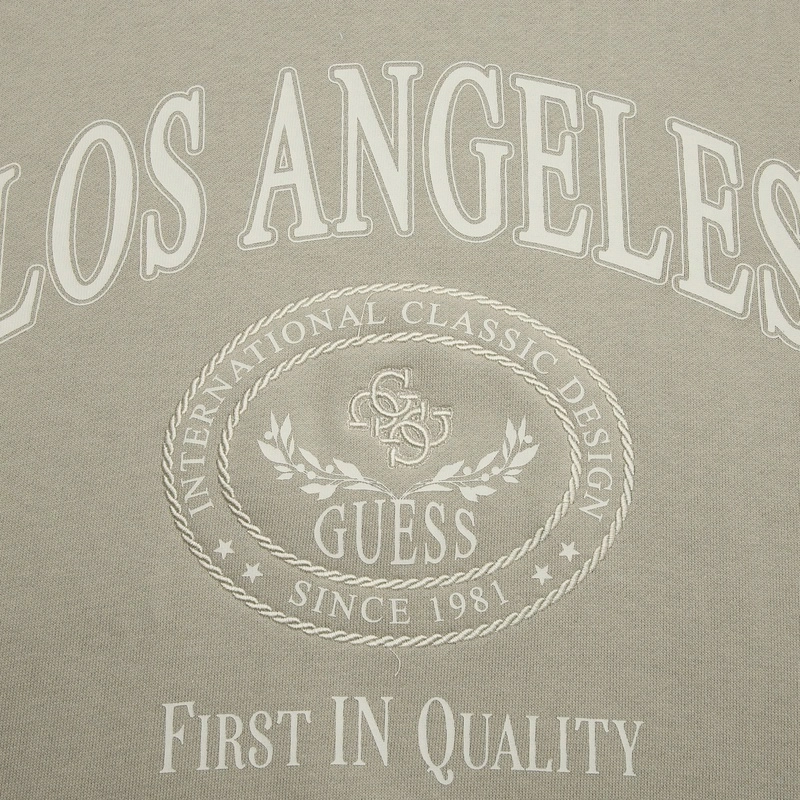 LOS ANGELES
INTERNATIONAL CLASSIC DESIGN
GUESS
SINCE 1981
FIRST IN QUALITY